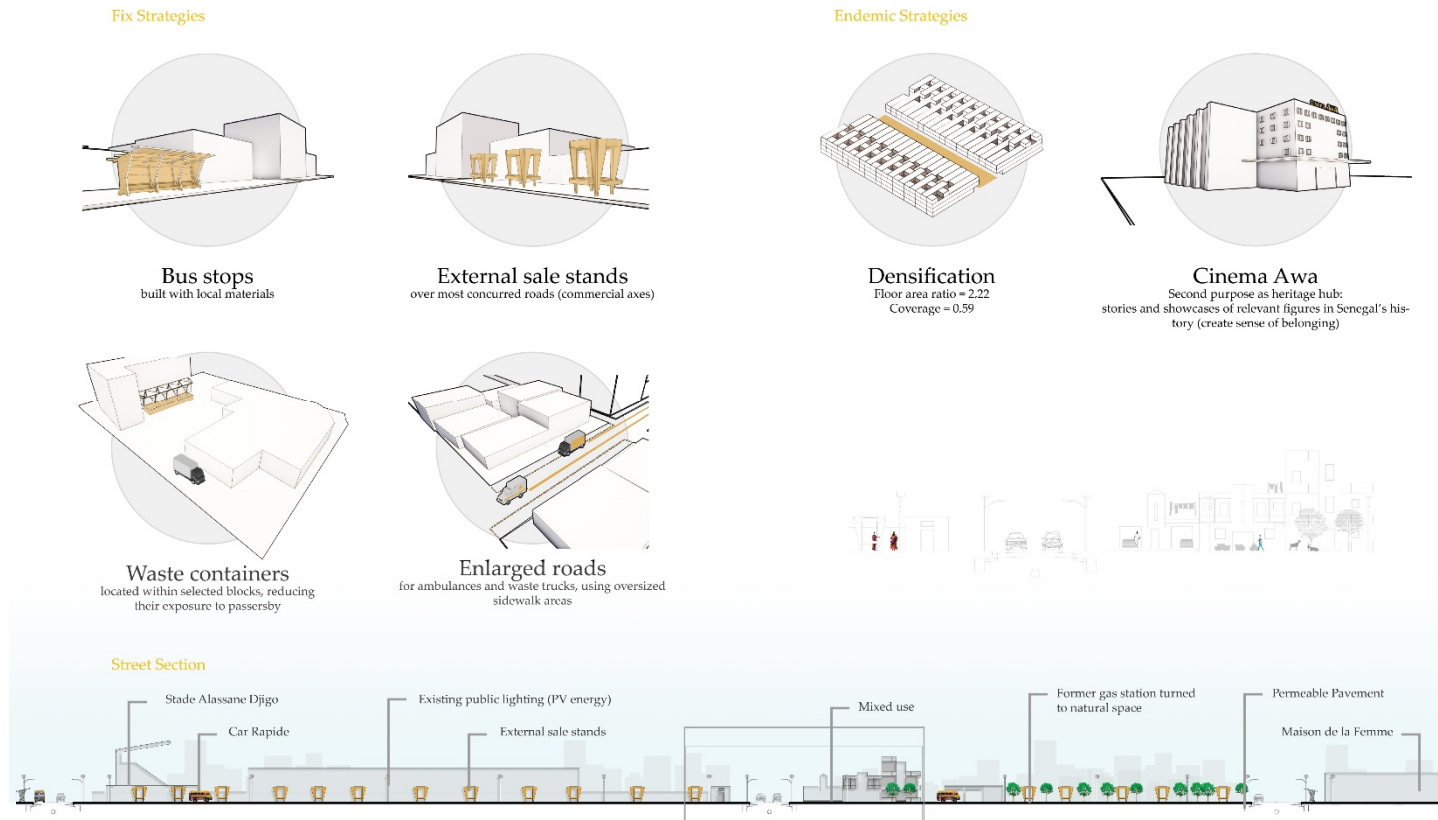 Fix Strategies
Endemic Strategies
Bus stops
built with local materials
External sale stands
over most concurred roads (commercial axes)
Densification
Floor area ratio = 2,22
Coverage = 0,59
Cinema Awa
Second purpose as heritage hub:
stories and showcases of relevant figures in Senegal's his-
tory (create sense of belonging)
Waste containers
located within selected blocks, reducing
their exposure to passersby
Enlarged roads
for ambulances and waste trucks, using oversized
sidewalk areas
Street Section
Stade Alassane Djigo
Car Rapide
Existing public lighting (PV energy)
External sale stands
Mixed use
Former gas station turned
to natural space
Permeable Pavement
Maison de la Femme